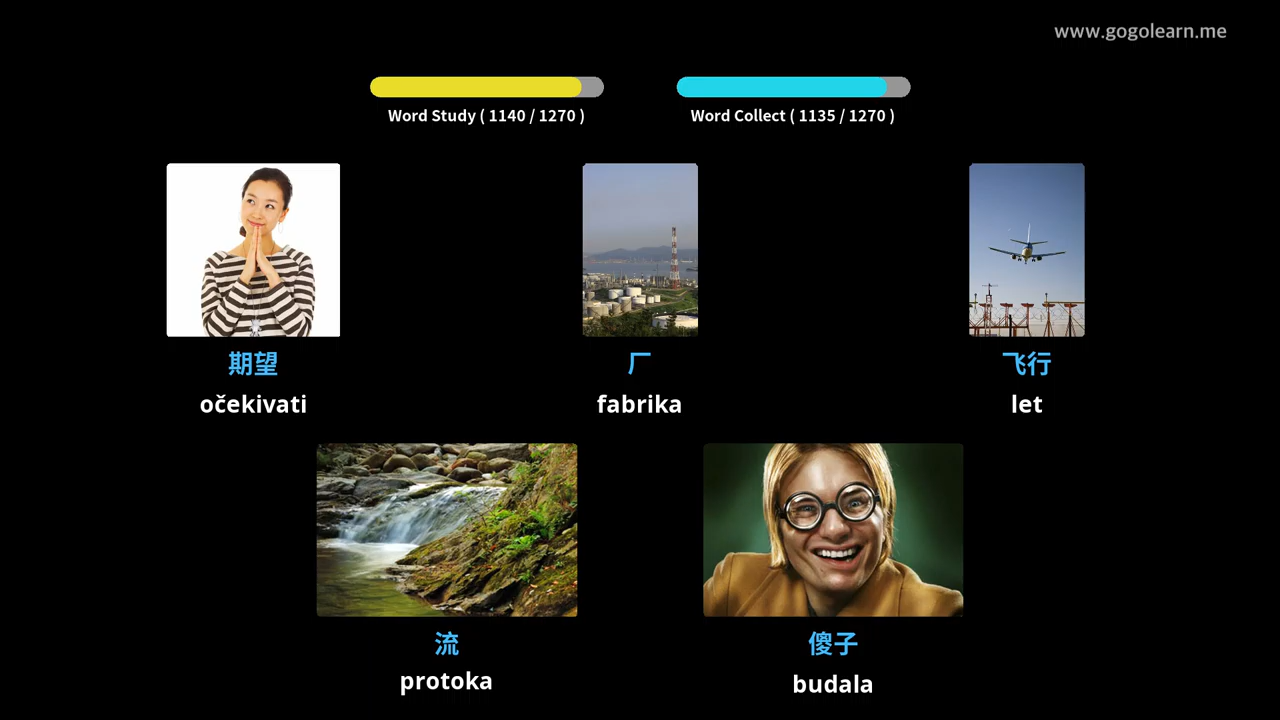 www.gogolearn.me
Word Study ( 1140 / 1270 )
Word Collect ( 1135 / 1270 )
期望
厂
飞行
očekivati
fabrika
let
流
傻子
protoka
budala